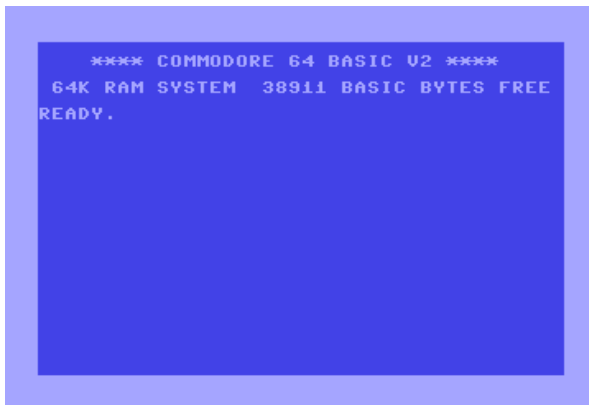 **** COMMODORE 64 BASIC V2 ****
64K RAM SYSTEM  38911 BASIC BYTES FREE
READY.